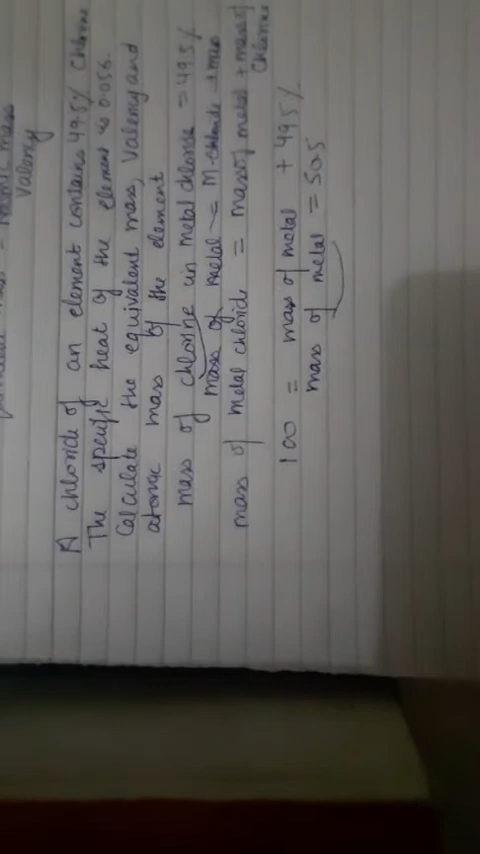 Valency
A chloride of an element contains 49.5% Chlorine
The specific heat of the element is 0.056.
Calculate the equivalent mass, Valency and
atomic mass of the element
mass of chlorine in metal chloride = 49.5%
mass of metal = M. chloride - mass
mass of metal chloride = mass of metal + mass of
Chlorine
100 = mass of metal + 49.5%
mass of metal = 50.5